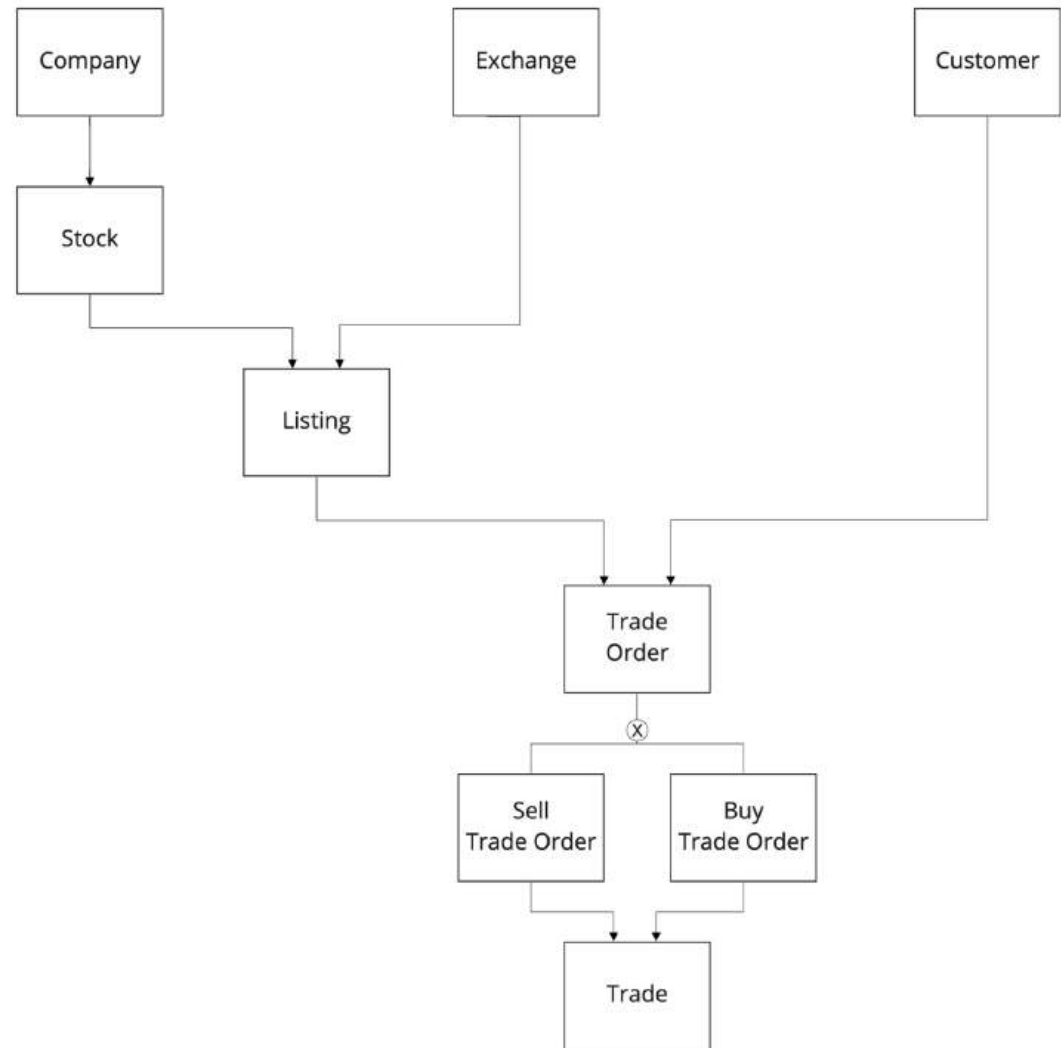 Company
Exchange
Customer
Stock
Listing
Trade
Order
X
Sell
Trade Order
Buy
Trade Order
Trade